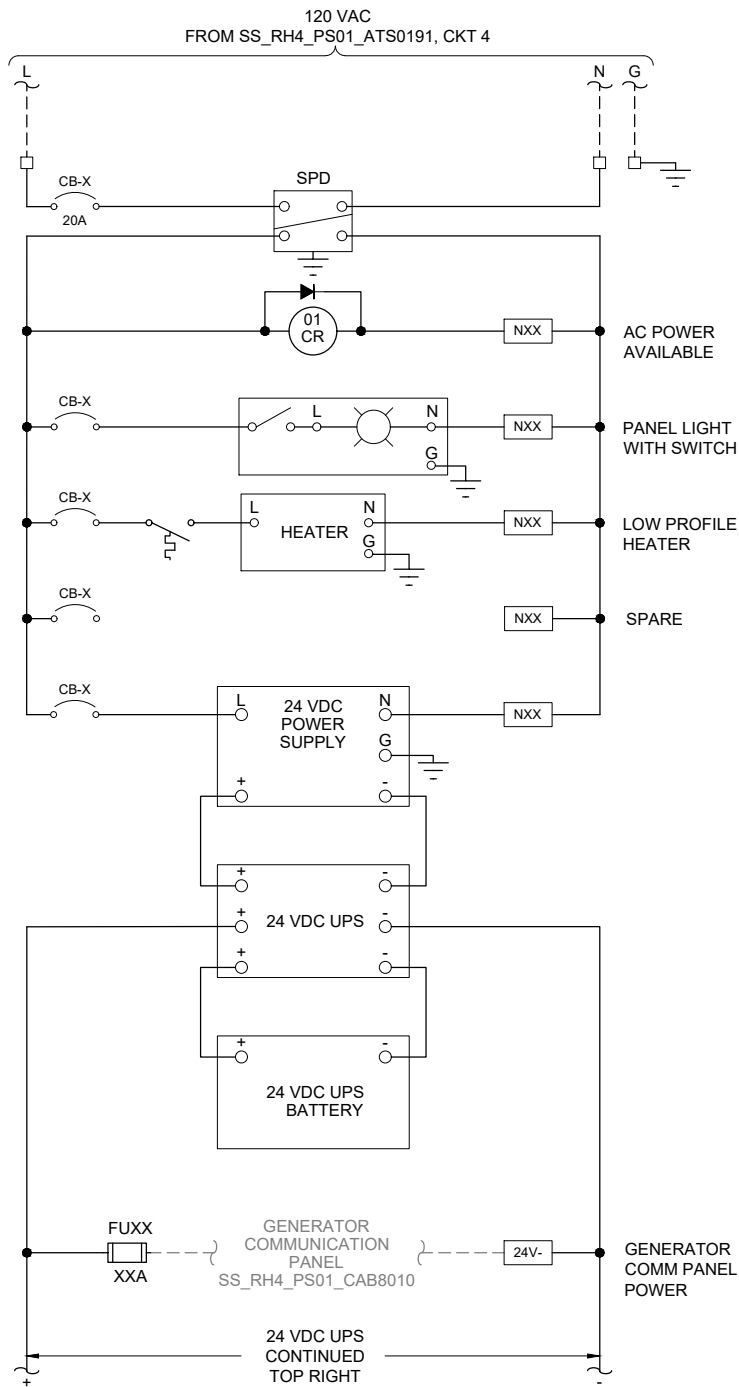 120 VAC
FROM SS_RH4_PS01_ATS0191, CKT 4
L
N
G
CB-X
20A
SPD
01
CR
NXX
AC POWER
AVAILABLE
CB-X
L
N
G
NXX
PANEL LIGHT
WITH SWITCH
CB-X
L
HEATER
N
G
NXX
LOW PROFILE
HEATER
CB-X
NXX
SPARE
CB-X
L
24 VDC
POWER
SUPPLY
N
G
NXX
+
-
+
-
+
24 VDC UPS
-
+
-
+
-
24 VDC UPS
BATTERY
FUXX
XXA
GENERATOR
COMMUNICATION
PANEL
SS_RH4_PS01_CAB8010
24V-
GENERATOR
COMM PANEL
POWER
24 VDC UPS
CONTINUED
TOP RIGHT
+
-